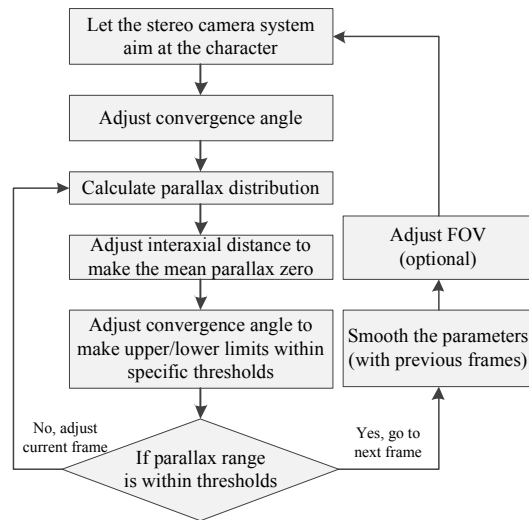 Let the stereo camera system
aim at the character
Adjust convergence angle
Calculate parallax distribution
Adjust interaxial distance to
make the mean parallax zero
Adjust convergence angle to
make upper/lower limits within
specific thresholds
If parallax range
is within thresholds
No, adjust
current frame
Yes, go to
next frame
Smooth the parameters
(with previous frames)
Adjust FOV
(optional)